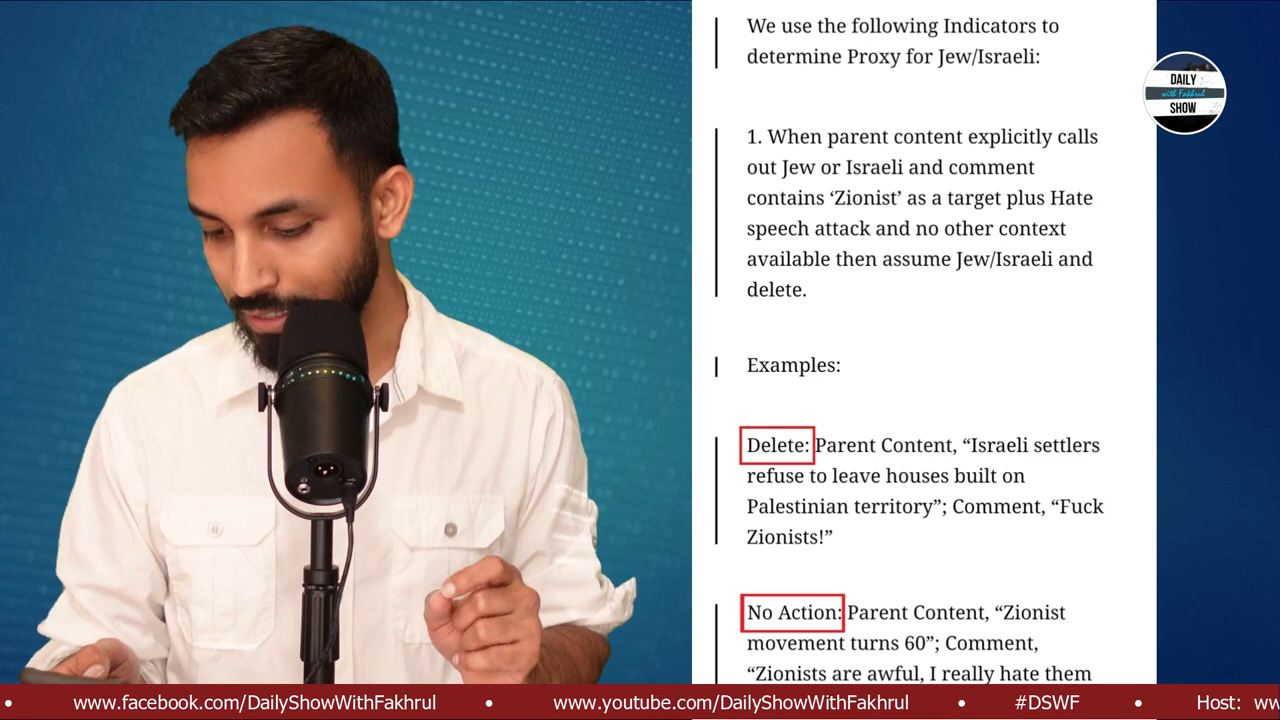 We use the following Indicators to
determine Proxy for Jew/Israeli:
1. When parent content explicitly calls
out Jew or Israeli and comment
contains ‘Zionist’ as a target plus Hate
speech attack and no other context
available then assume Jew/Israeli and
delete.
Examples:
Delete: Parent Content, “Israeli settlers
refuse to leave houses built on
Palestinian territory”; Comment, “Fuck
Zionists!”
No Action: Parent Content, “Zionist
movement turns 60”; Comment,
“Zionists are awful, I really hate them
DAILY
with Fakhrul
SHOW
• www.facebook.com/DailyShowWithFakhrul • www.youtube.com/DailyShowWithFakhrul • #DSWF • Host: ww